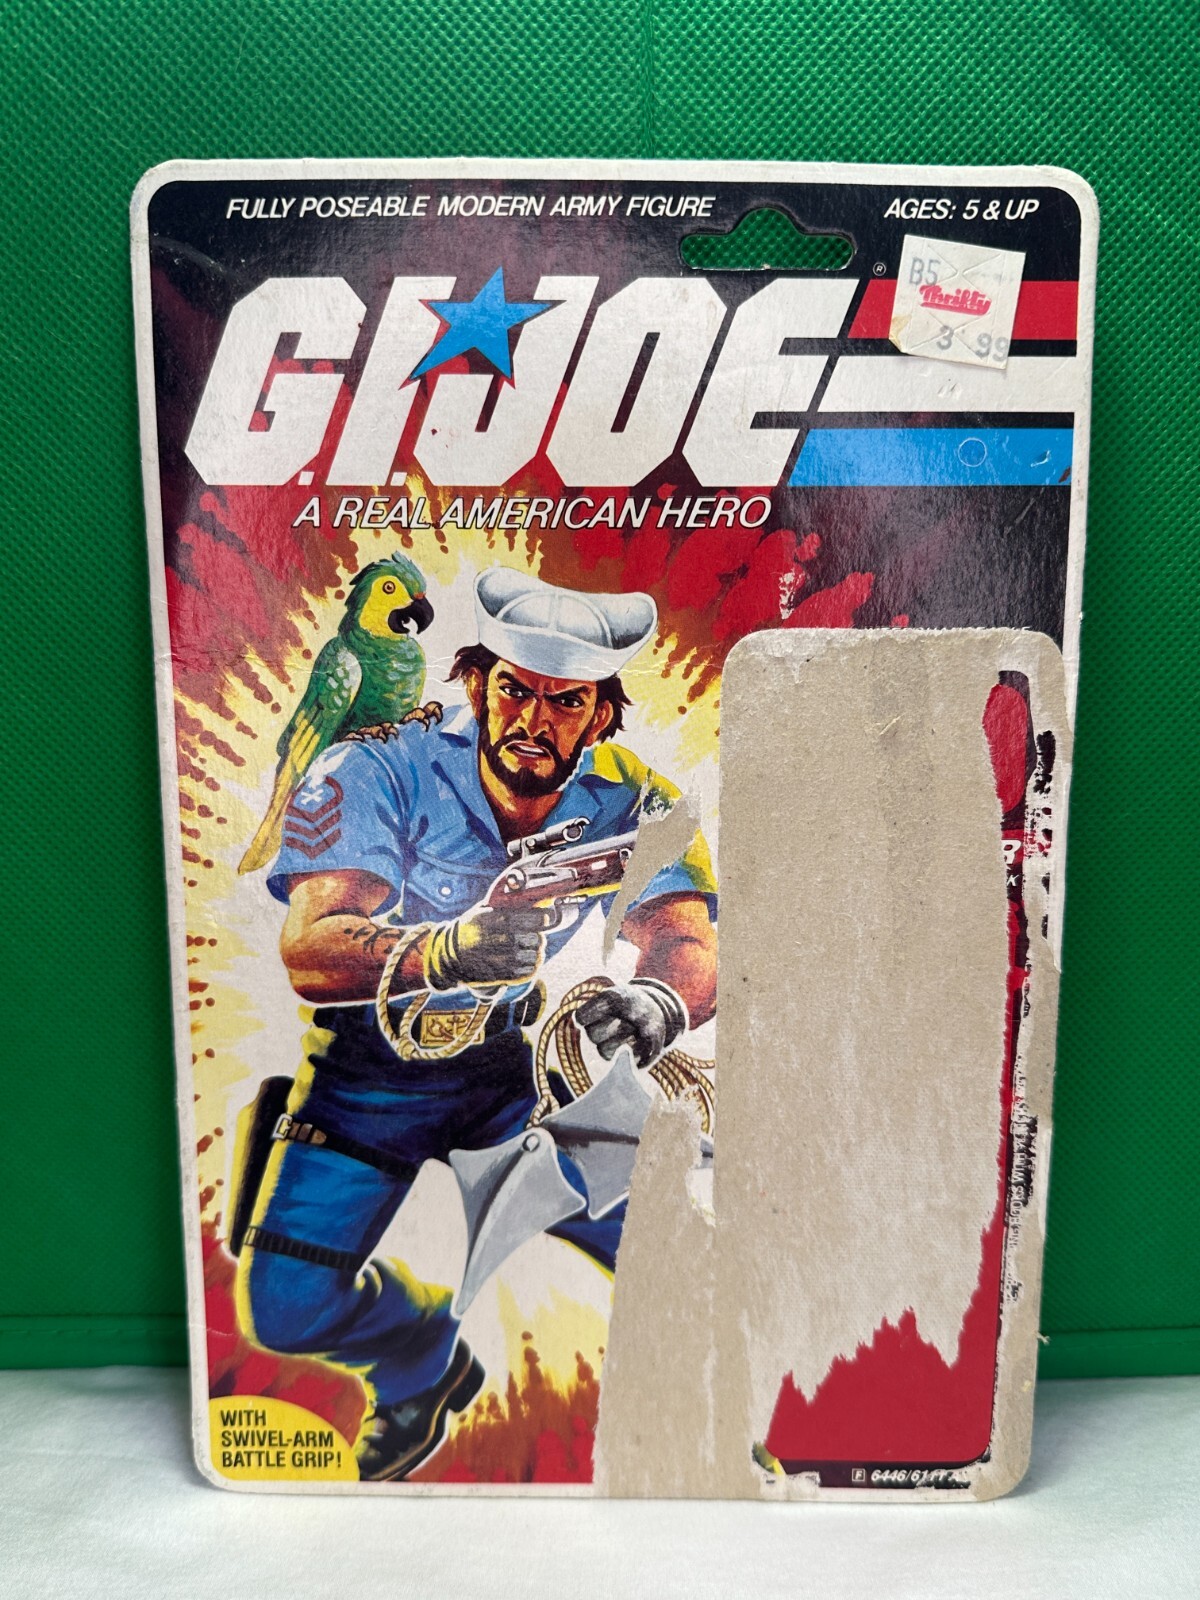 FULLY POSEABLE MODERN ARMY FIGURE
AGES: 5 & UP
B5
Thrifty
3 99
G.I. JOE
®
A REAL AMERICAN HERO
R
K
WITH
SWIVEL-ARM
BATTLE GRIP!
F 6446/6111 A